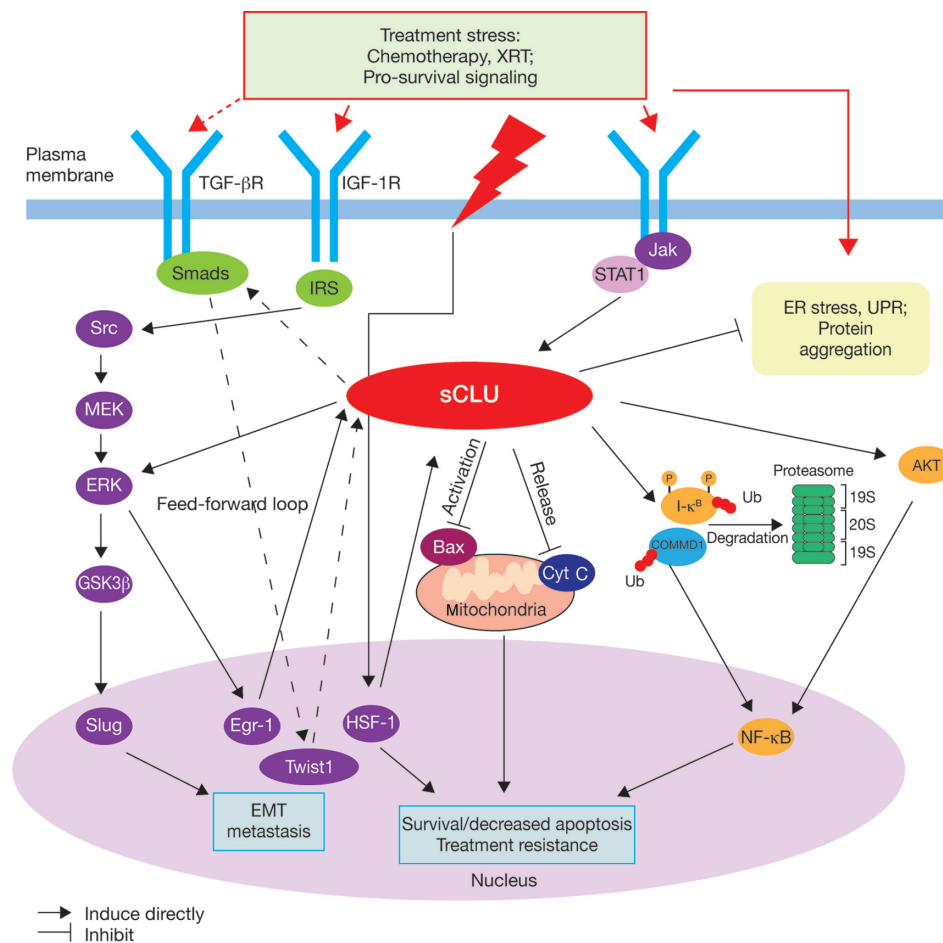 Treatment stress:
Chemotherapy, XRT;
Pro-survival signaling
Plasma
membrane
TGF-βR
IGF-1R
Jak
STAT1
Smads
IRS
ER stress, UPR;
Protein
aggregation
Src
sCLU
MEK
ERK
Feed-forward loop
Activation
Release
AKT
P
P
Proteasome
I-κB
Ub
19S
20S
19S
Degradation
COMMD1
Ub
Bax
Cyt C
Mitochondria
GSK3β
Slug
Egr-1
HSF-1
NF-κB
Twist1
EMT
metastasis
Survival/decreased apoptosis
Treatment resistance
Nucleus
Induce directly
Inhibit